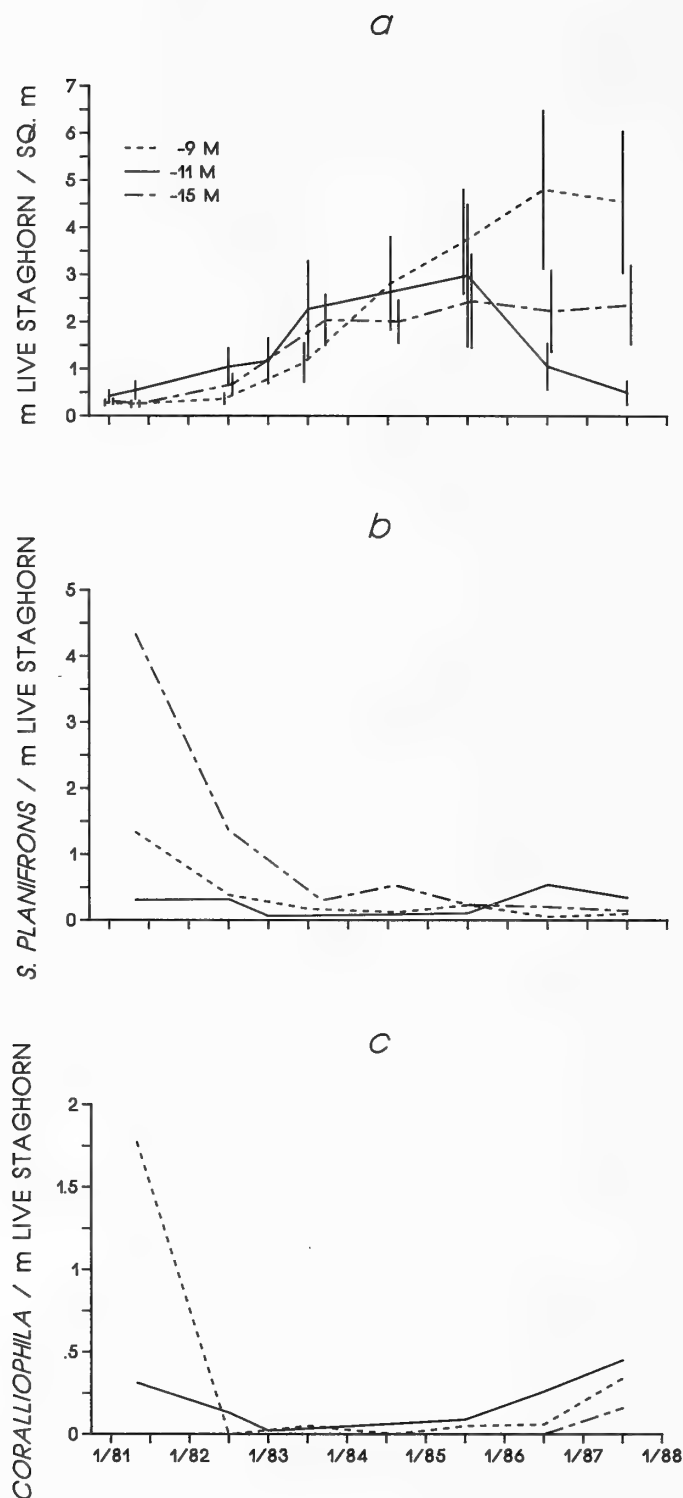 a
m LIVE STAGHORN / SQ. m
7
6
5
4
3
2
1
0
-9 M
-11 M
-15 M
b
S. PLANIFRONS / m LIVE STAGHORN
5
4
3
2
1
0
c
CORALLIOPHILA / m LIVE STAGHORN
2
1.5
1
.5
0
1/81 1/82 1/83 1/84 1/85 1/86 1/87 1/88